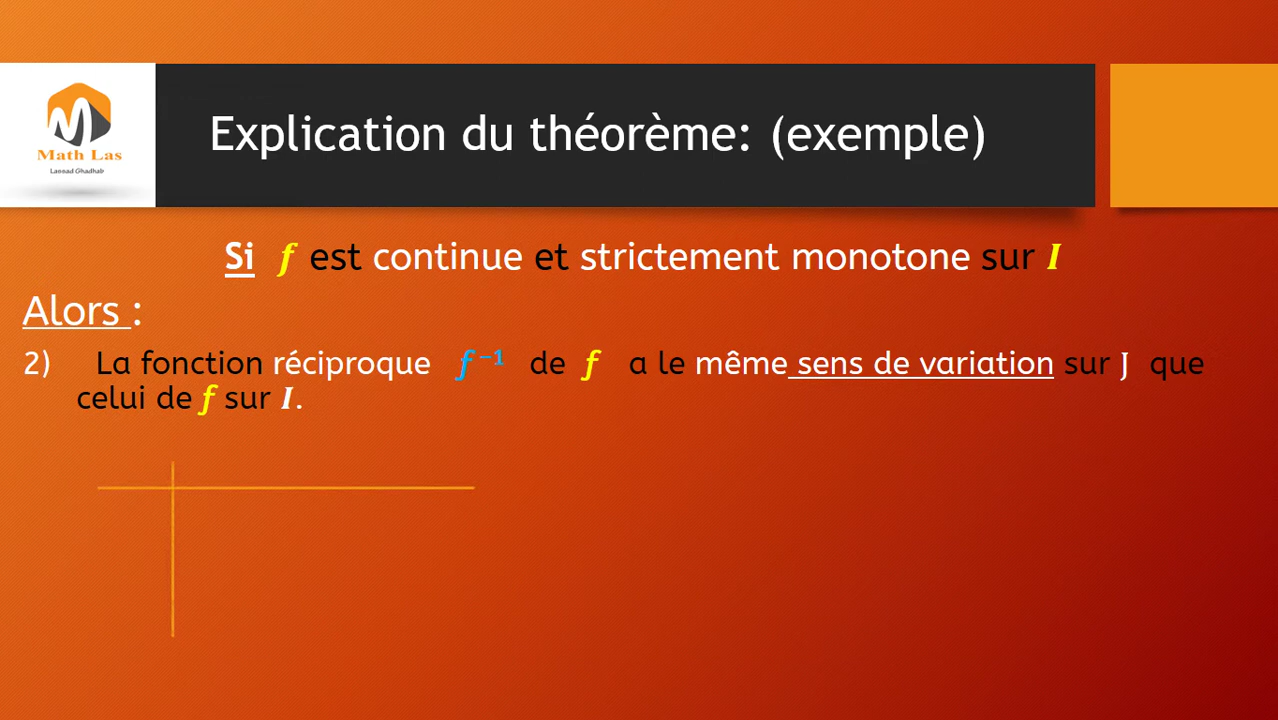 Math Las
Lassad Ghadhab
Explication du théorème: (exemple)
Si f est continue et strictement monotone sur I
Alors :
2) La fonction réciproque f⁻¹ de f a le même sens de variation sur J que
celui de f sur I.